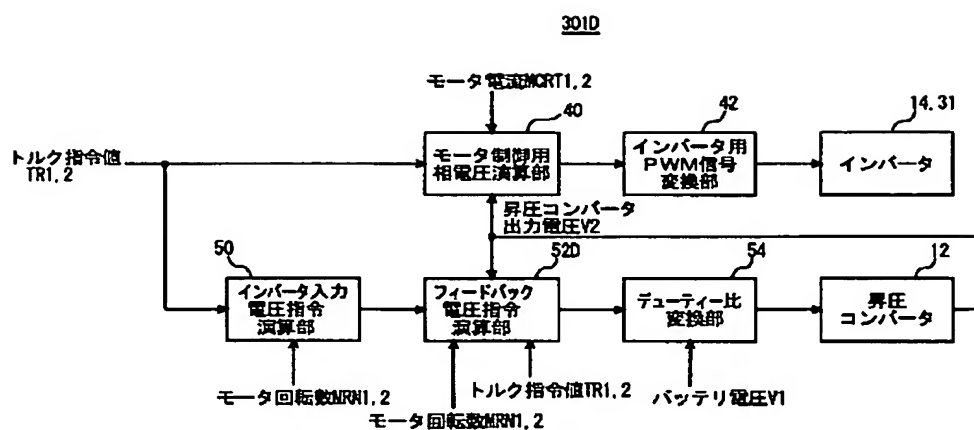 301D
モータ電流MCRT1,2
40
42
14,31
トルク指令値
TR1,2
モータ制御用
相電圧演算部
インバータ用
PWM信号
変換部
インバータ
昇圧コンバータ
出力電圧V2
50
52D
54
12
インバータ入力
電圧指令
演算部
フィードバック
電圧指令
演算部
デューティー比
変換部
昇圧
コンバータ
モータ回転数MRN1,2
トルク指令値TR1,2
バッテリ電圧V1
モータ回転数MRN1,2